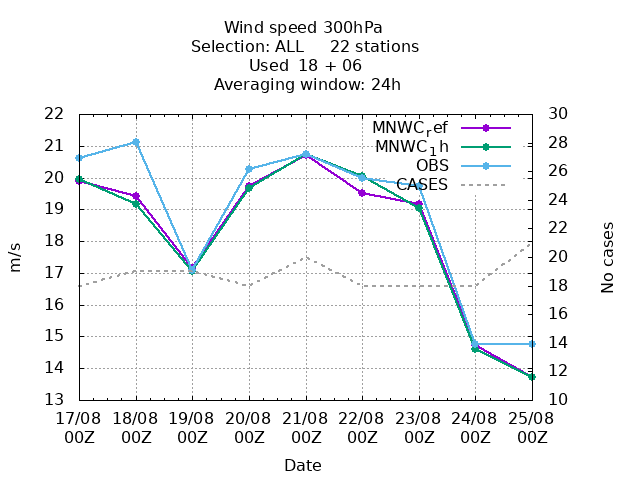 Wind speed 300hPa
Selection: ALL 22 stations
Used 18 + 06
Averaging window: 24h
22 30
21 28
20 26
19 24
18 22
17 20
16 18
15 16
14 14
13 12
10
m/s
No cases
MNWCref
MNWC1h
OBS
CASES
17/08 18/08 19/08 20/08 21/08 22/08 23/08 24/08 25/08
00Z 00Z 00Z 00Z 00Z 00Z 00Z 00Z 00Z
Date